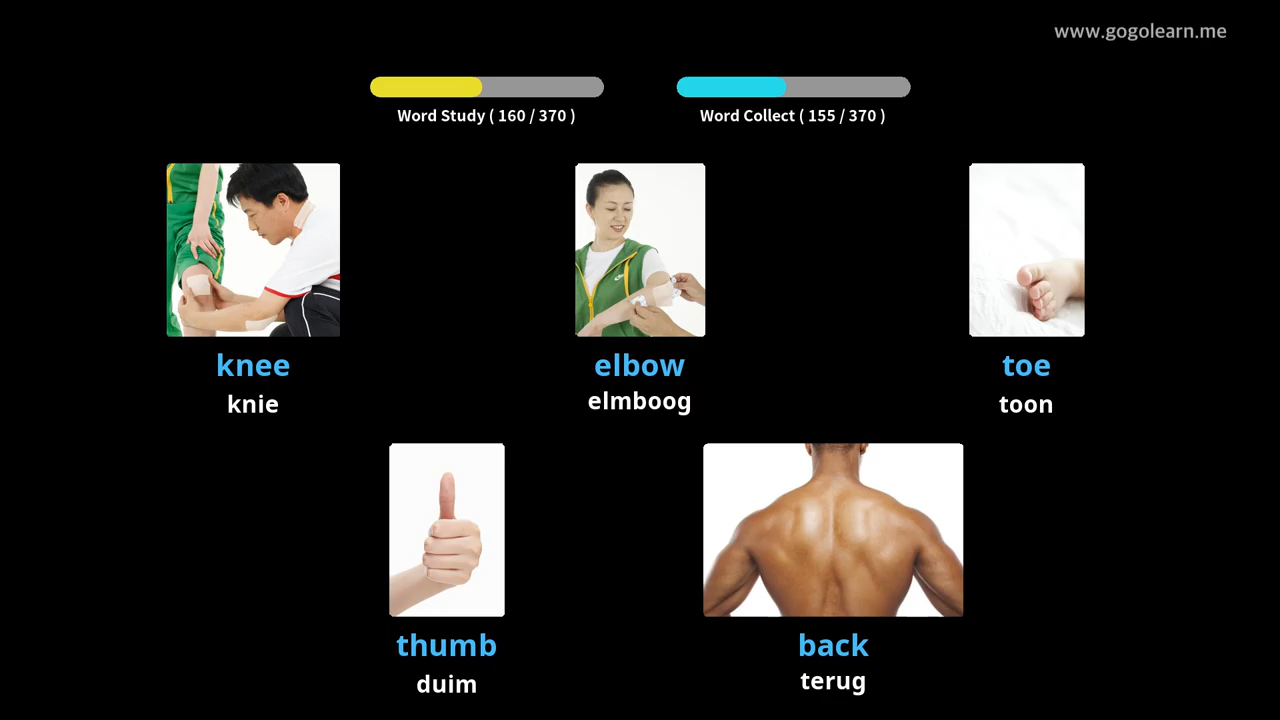 www.gogolearn.me
Word Study ( 160 / 370 )
Word Collect ( 155 / 370 )
knee
knie
elbow
elmboog
toe
toon
thumb
duim
back
terug